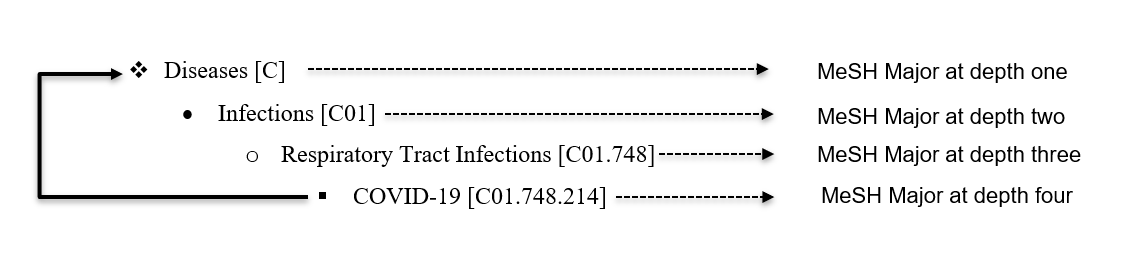 Diseases [C] MeSH Major at depth one
Infections [C01] MeSH Major at depth two
Respiratory Tract Infections [C01.748] MeSH Major at depth three
COVID-19 [C01.748.214] MeSH Major at depth four